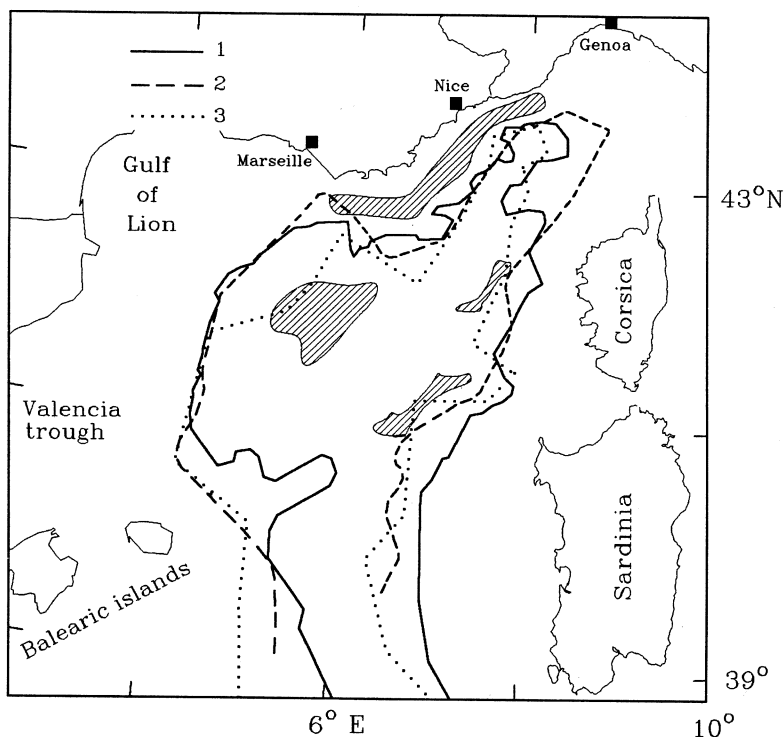 Genoa
1
2
3
Nice
Marseille
Gulf
of
Lion
43°N
Corsica
Valencia
trough
Sardinia
Balearic islands
39°
6° E
10°